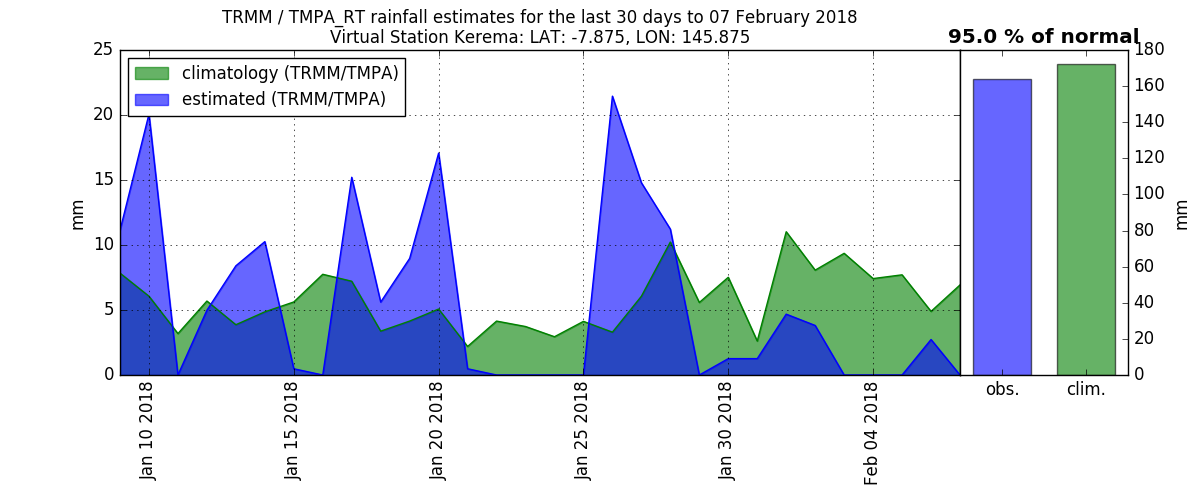 TRMM / TMPA_RT rainfall estimates for the last 30 days to 07 February 2018
Virtual Station Kerema: LAT: -7.875, LON: 145.875
95.0 % of normal
climatology (TRMM/TMPA)
estimated (TRMM/TMPA)
mm
25
20
15
10
5
0
Jan 10 2018
Jan 15 2018
Jan 20 2018
Jan 25 2018
Jan 30 2018
Feb 04 2018
obs.
clim.
180
160
140
120
100
80
60
40
20
0
mm